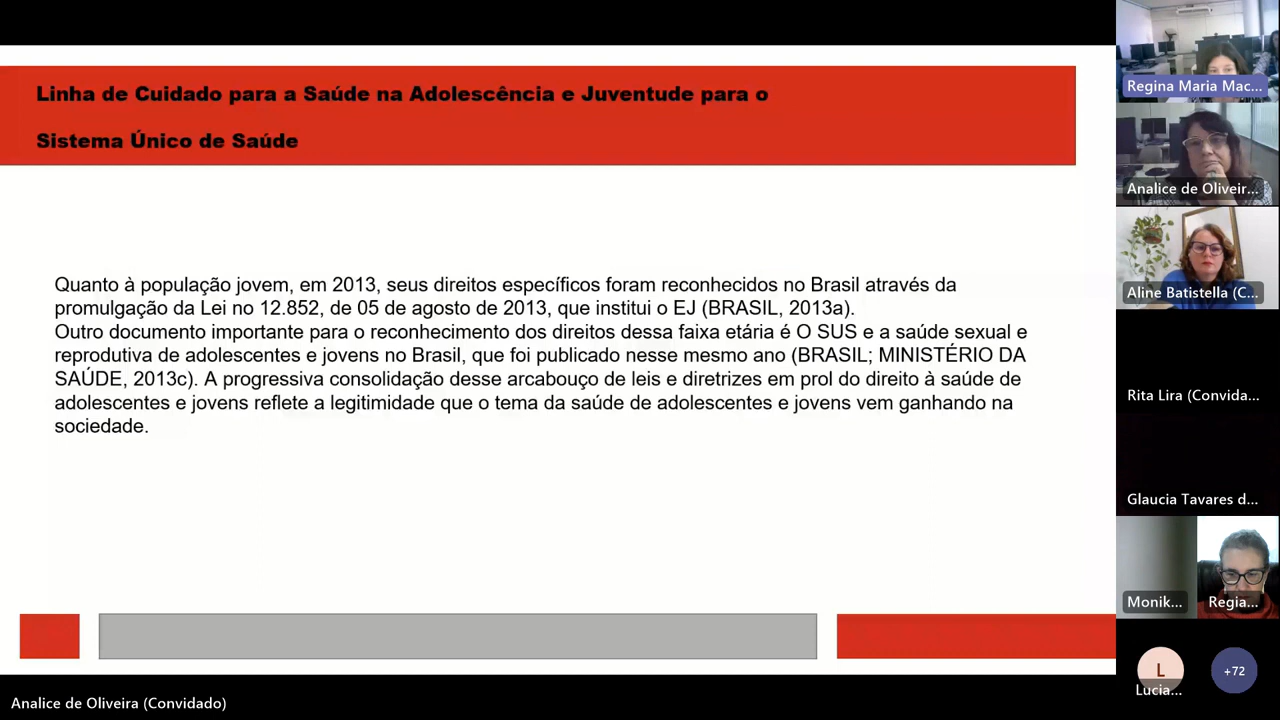 Linha de Cuidado para a Saúde na Adolescência e Juventude para o
Sistema Único de Saúde
Quanto à população jovem, em 2013, seus direitos específicos foram reconhecidos no Brasil através da
promulgação da Lei no 12.852, de 05 de agosto de 2013, que institui o EJ (BRASIL, 2013a).
Outro documento importante para o reconhecimento dos direitos dessa faixa etária é O SUS e a saúde sexual e
reprodutiva de adolescentes e jovens no Brasil, que foi publicado nesse mesmo ano (BRASIL; MINISTÉRIO DA
SAÚDE, 2013c). A progressiva consolidação desse arcabouço de leis e diretrizes em prol do direito à saúde de
adolescentes e jovens reflete a legitimidade que o tema da saúde de adolescentes e jovens vem ganhando na
sociedade.
Analice de Oliveira (Convidado)
Regina Maria Mac...
Analice de Oliveir...
Aline Batistella (C...
Rita Lira (Convida...
Glaucia Tavares d...
Monik...
Regia...
L
Lucia...
+72